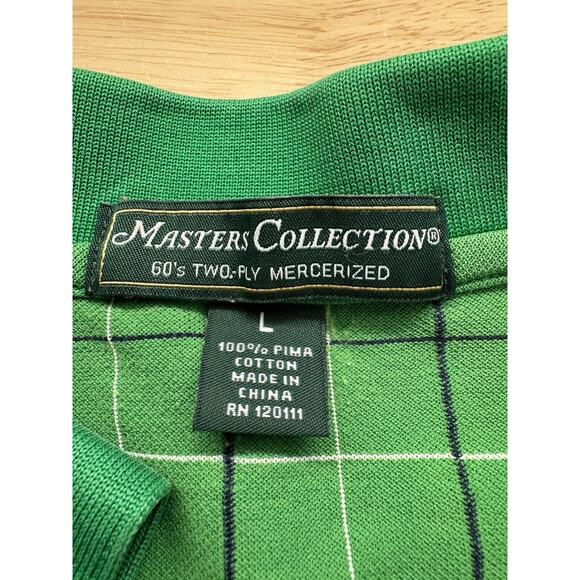 MASTERS COLLECTION®
60's TWO-PLY MERCERIZED
L
100% PIMA
COTTON
MADE IN
CHINA
RN 120111